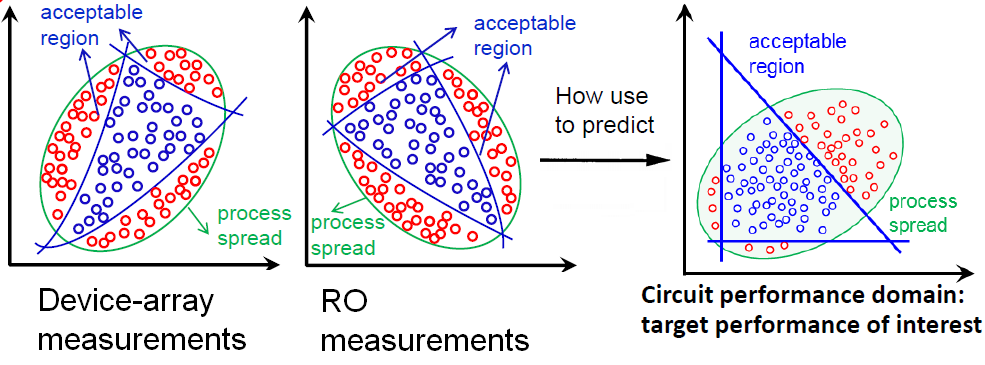 acceptable
region
process
spread
Device-array
measurements
acceptable
region
process
spread
RO
measurements
How use
to predict
acceptable
region
process
spread
Circuit performance domain:
target performance of interest